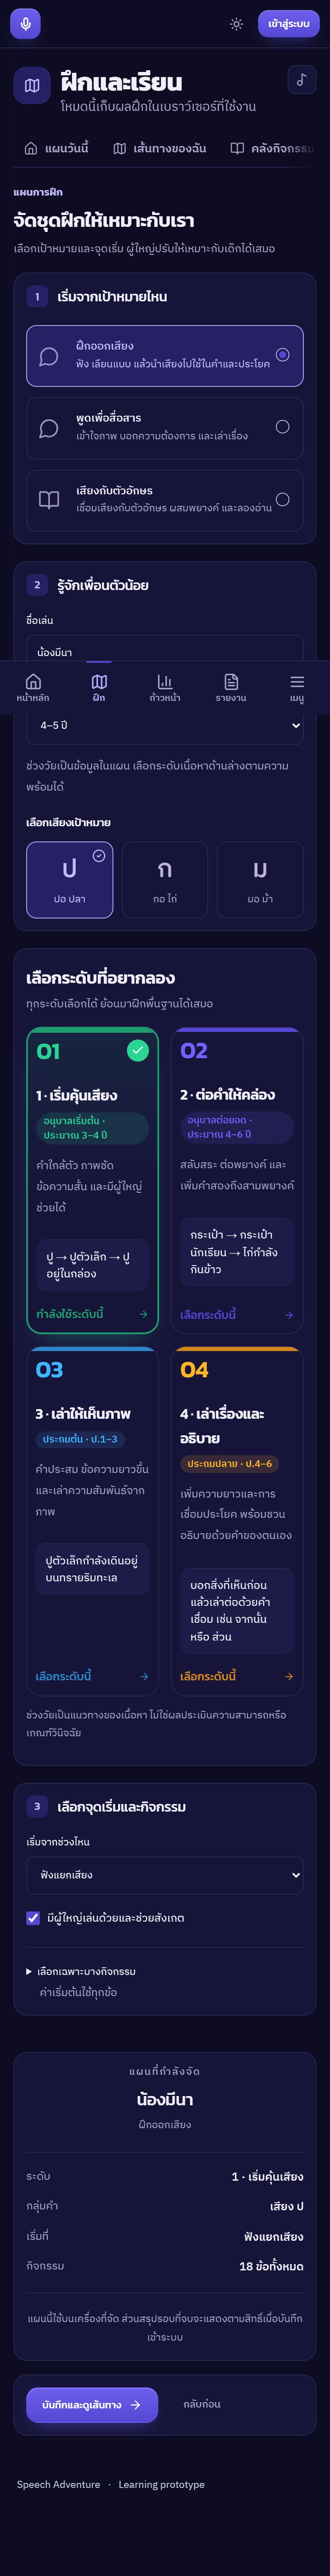 เข้าสู่ระบบ
ฝึกและเรียน
โหมดนี้เก็บผลฝึกในเบราว์เซอร์ที่ใช้งาน
แผนวันนี้ เส้นทางของฉัน คลังกิจกรรม
แผนการฝึก
จัดชุดฝึกให้เหมาะกับเรา
เลือกเป้าหมายและจุดเริ่ม ผู้ใหญ่ปรับให้เหมาะกับเด็กได้เสมอ
1 เริ่มจากเป้าหมายไหน
ฝึกออกเสียง
ฟัง เลียนแบบ แล้วนำเสียงไปใช้ในคำและประโยค
พูดเพื่อสื่อสาร
เข้าใจภาพ บอกความต้องการ และเล่าเรื่อง
เสียงกับตัวอักษร
เชื่อมเสียงกับตัวอักษร ผสมพยางค์ และลองอ่าน
2 รู้จักเพื่อนตัวน้อย
ชื่อเล่น
น้องมีนา
หน้าหลัก ฝึก ก้าวหน้า รายงาน เมนู
4–5 ปี
ช่วงวัยเป็นข้อมูลในแผน เลือกระดับเนื้อหาด้านล่างตามความ
พร้อมได้
เลือกเสียงเป้าหมาย
ป ก ม
ปอ ปลา กอ ไก่ มอ ม้า
เลือกระดับที่อยากลอง
ทุกระดับเลือกได้ ย้อนมาฝึกพื้นฐานได้เสมอ
01
1 · เริ่มคุ้นเสียง
อนุบาลเริ่มต้น ·
ประมาณ 3–4 ปี
คำใกล้ตัว ภาพชัด
ข้อความสั้น และมีผู้ใหญ่
ช่วยได้
ปู → ปูตัวเล็ก → ปู
อยู่ในกล่อง
กำลังใช้ระดับนี้ →
02
2 · ต่อคำให้คล่อง
อนุบาลต่อยอด ·
ประมาณ 4–6 ปี
สลับสระ ต่อพยางค์ และ
เพิ่มคำสองถึงสามพยางค์
กระเป๋า → กระเป๋า
นักเรียน → ไก่กำลัง
กินข้าว
เลือกระดับนี้ →
03
3 · เล่าให้เห็นภาพ
ประถมต้น · ป.1–3
คำประสม ข้อความยาวขึ้น
และเล่าความสัมพันธ์จาก
ภาพ
ปูตัวเล็กกำลังเดินอยู่
บนทรายริมทะเล
เลือกระดับนี้ →
04
4 · เล่าเรื่องและ
อธิบาย
ประถมปลาย · ป.4–6
เพิ่มความยาวและการ
เชื่อมประโยค พร้อมชวน
อธิบายด้วยคำของตนเอง
บอกสิ่งที่เห็นก่อน
แล้วเล่าต่อด้วยคำ
เชื่อม เช่น จากนั้น
หรือ ส่วน
เลือกระดับนี้ →
ช่วงวัยเป็นแนวทางของเนื้อหา ไม่ใช่ผลประเมินความสามารถหรือ
เกณฑ์วินิจฉัย
3 เลือกจุดเริ่มและกิจกรรม
เริ่มจากช่วงไหน
ฟังแยกเสียง
มีผู้ใหญ่เล่นด้วยและช่วยสังเกต
เลือกเฉพาะบางกิจกรรม
ค่าเริ่มต้นใช้ทุกข้อ
แผนที่กำลังจัด
น้องมีนา
ฝึกออกเสียง
ระดับ 1 · เริ่มคุ้นเสียง
กลุ่มคำ เสียง ป
เริ่มที่ ฟังแยกเสียง
กิจกรรม 18 ข้อทั้งหมด
แผนนี้ใช้บนเครื่องที่จัด ส่วนสรุปรอบที่จบจะแสดงตามสิทธิ์เมื่อบันทึก
เข้าระบบ
บันทึกและดูเส้นทาง → กลับก่อน
Speech Adventure · Learning prototype